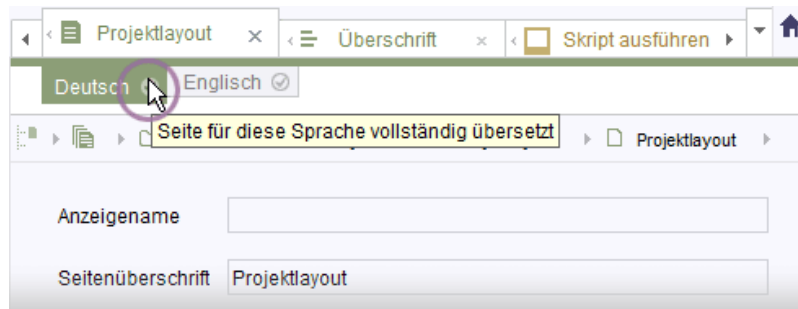 Projektlayout
Überschrift
Skript ausführen
Deutsch
Englisch
Seite für diese Sprache vollständig übersetzt
Projektlayout
Anzeigename
Seitenüberschrift Projektlayout